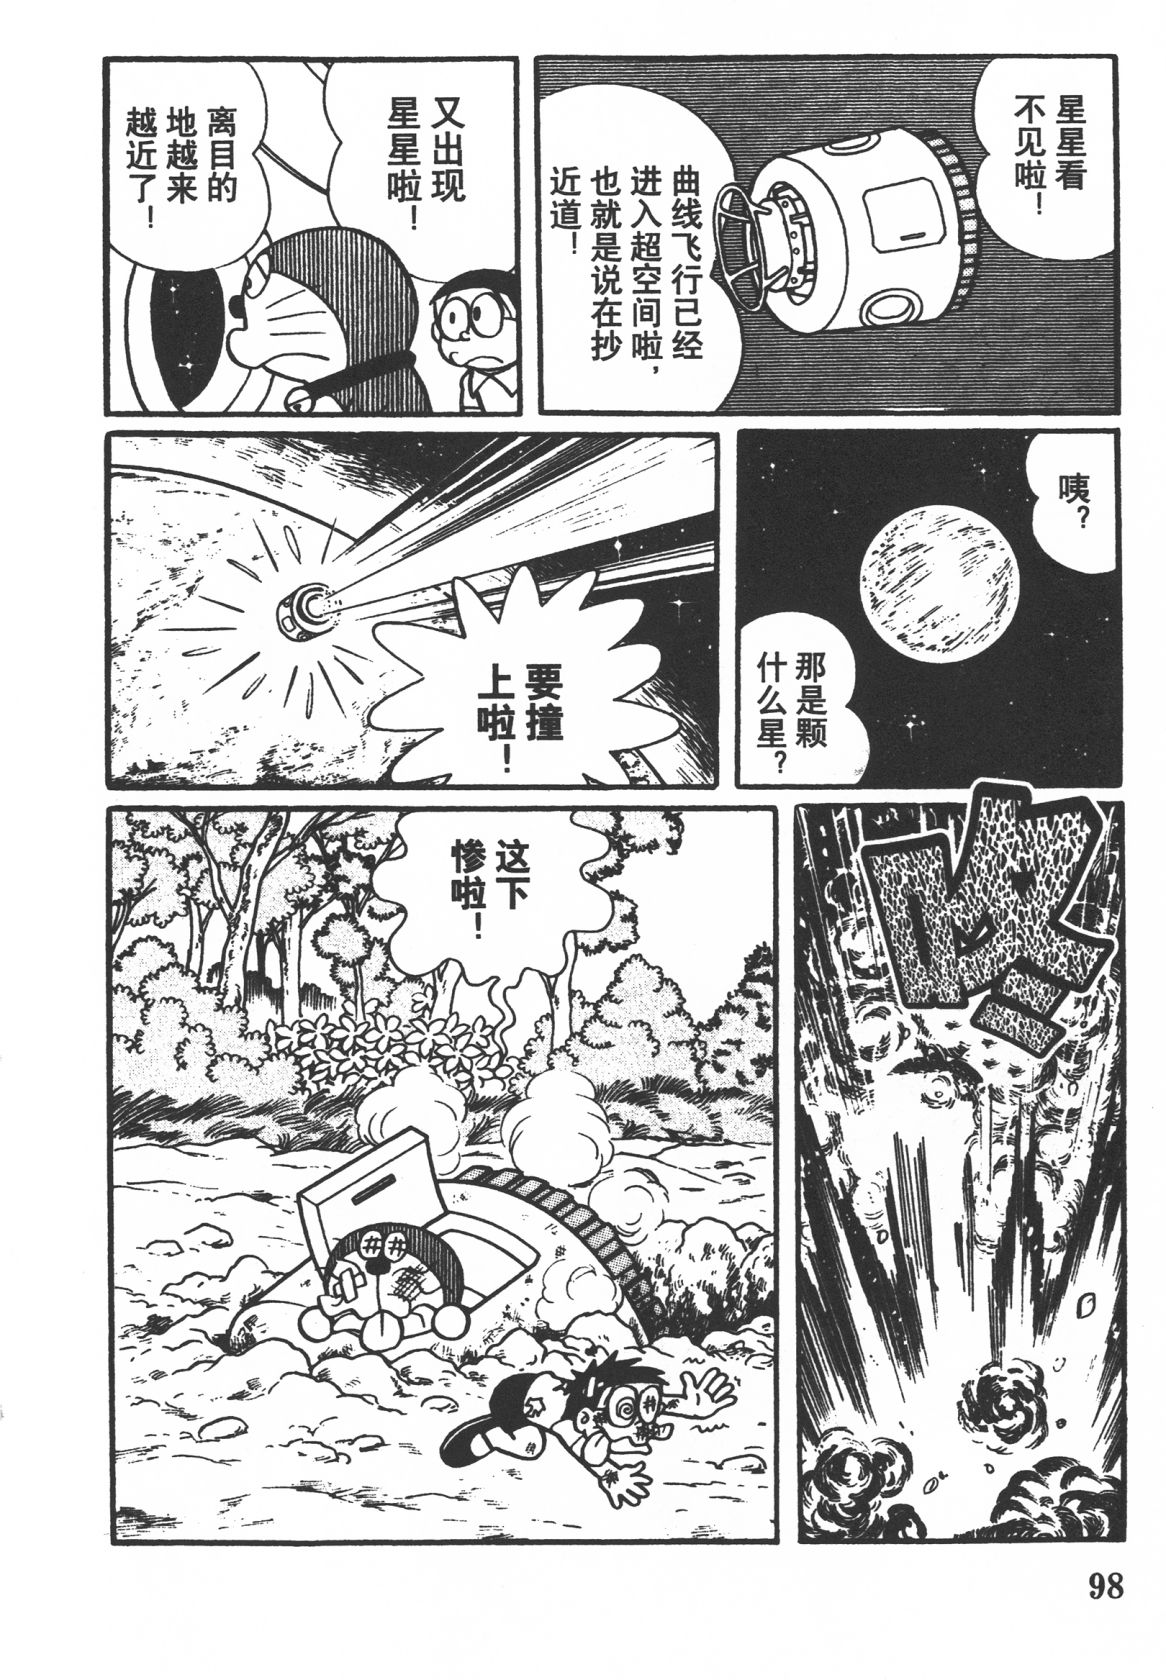 星星看
不见啦！
曲线飞行已经
进入超空间啦，
也就是说在抄
近道！
又出现
星星啦！
离目的
地越来
越近了！
咦？
那是颗
什么星？
要撞
上啦！
这下
惨啦！
98